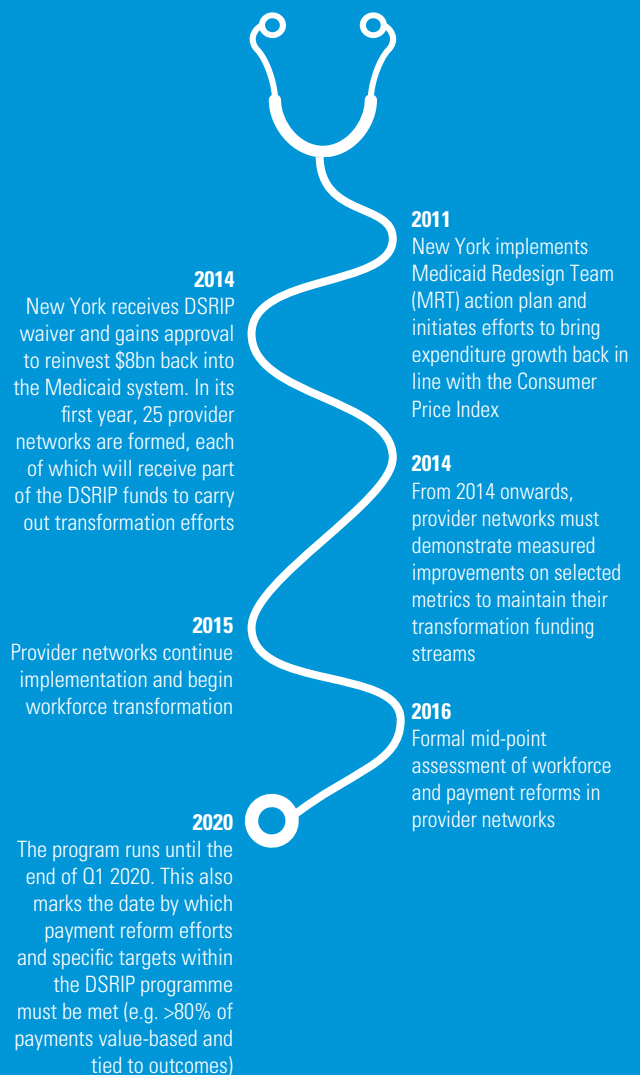 2011
New York implements
Medicaid Redesign Team
(MRT) action plan and
initiates efforts to bring
expenditure growth back in
line with the Consumer
Price Index
2014
New York receives DSRIP
waiver and gains approval
to reinvest $8bn back into
the Medicaid system. In its
first year, 25 provider
networks are formed, each
of which will receive part
of the DSRIP funds to carry
out transformation efforts
2014
From 2014 onwards,
provider networks must
demonstrate measured
improvements on selected
metrics to maintain their
transformation funding
streams
2015
Provider networks continue
implementation and begin
workforce transformation
2016
Formal mid-point
assessment of workforce
and payment reforms in
provider networks
2020
The program runs until the
end of Q1 2020. This also
marks the date by which
payment reform efforts
and specific targets within
the DSRIP programme
must be met (e.g. >80% of
payments value-based and
tied to outcomes)